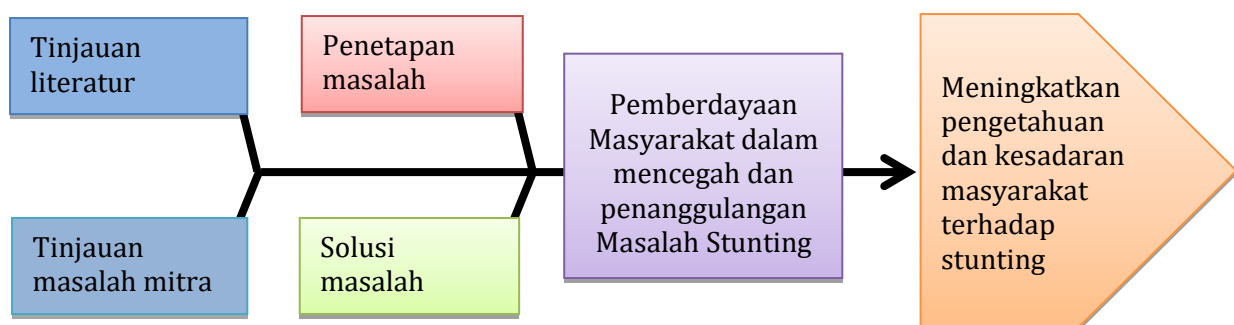 Tinjauan
literatur
Penetapan
masalah
Tinjauan
masalah mitra
Solusi
masalah
Pemberdayaan
Masyarakat dalam
mencegah dan
penanggulangan
Masalah Stunting
Meningkatkan
pengetahuan
dan kesadaran
masyarakat
terhadap
stunting